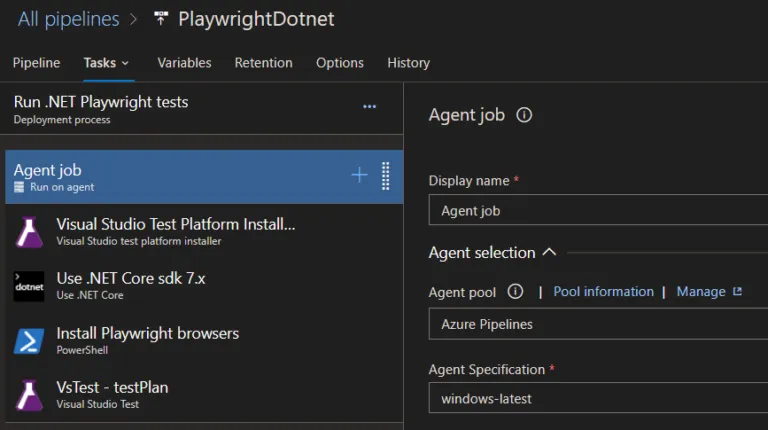 All pipelines > PlaywrightDotnet
Pipeline Tasks Variables Retention Options History
Run .NET Playwright tests
Deployment process
Agent job
Run on agent
Visual Studio Test Platform Install...
Visual Studio test platform installer
>
dotnet
Use .NET Core sdk 7.x
Use .NET Core
Install Playwright browsers
PowerShell
VsTest - testPlan
Visual Studio Test
Agent job
Display name *
Agent job
Agent selection
Agent pool | Pool information | Manage
Azure Pipelines
Agent Specification *
windows-latest